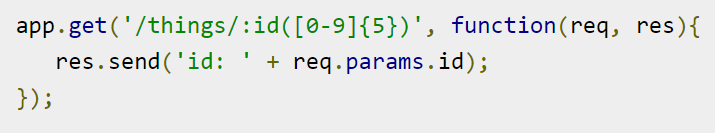 app.get('/things/:id([0-9]{5})', function(req, res){
   res.send('id: ' + req.params.id);
});